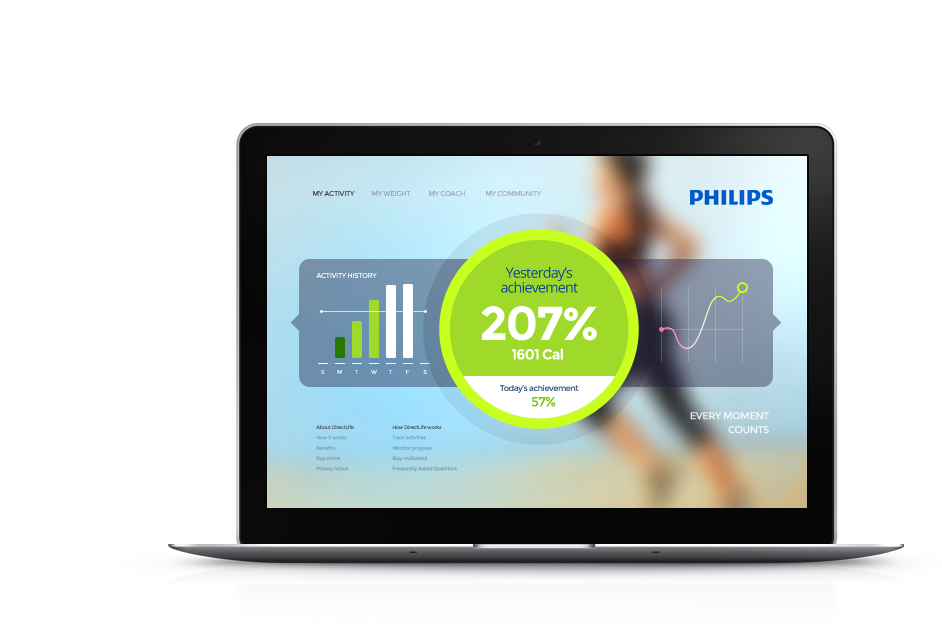 MY ACTIVITY MY WEIGHT MY COACH MY COMMUNITY
PHILIPS
ACTIVITY HISTORY
S M T W T F S
Yesterday's
achievement
207%
1601 Cal
Today's achievement
57%
EVERY MOMENT
COUNTS
About DirectLife
How it works
Benefits
Buy online
Privacy notice
How DirectLife works
Track activities
Monitor progress
Stay motivated
Frequently Asked Questions